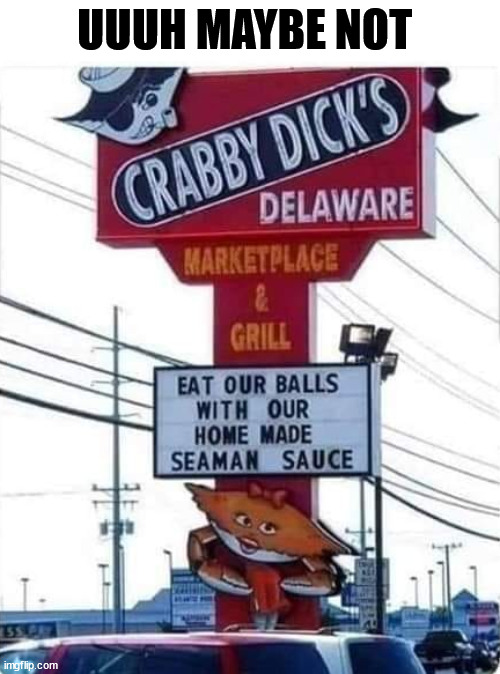 UUUH MAYBE NOT
CRABBY DICK'S
DELAWARE
MARKETPLACE
&
GRILL
EAT OUR BALLS
WITH OUR
HOME MADE
SEAMAN SAUCE
imgflip.com